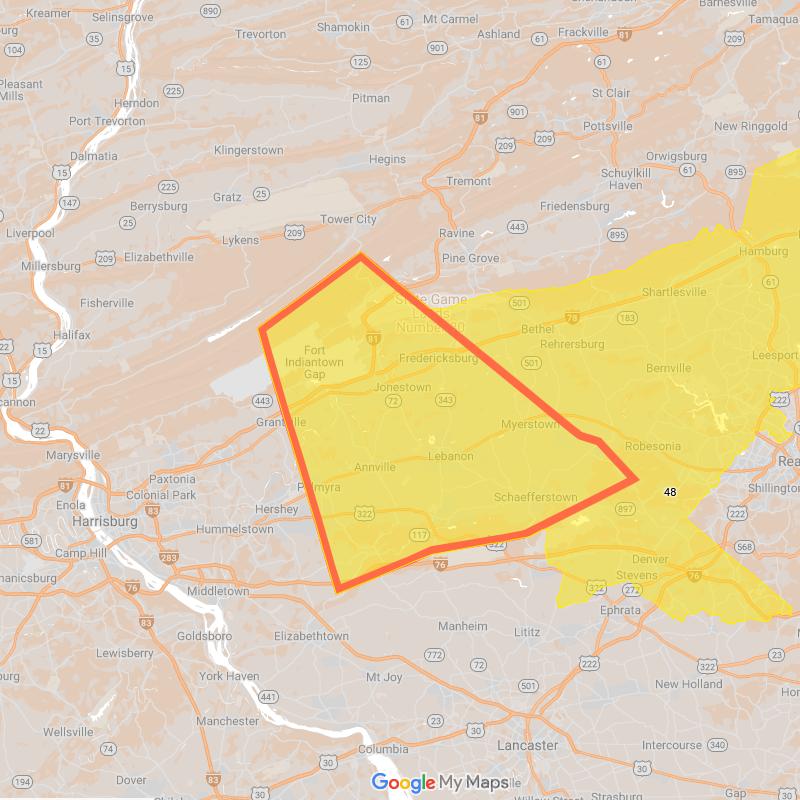 Kreamer
Selinsgrove
890
Trevorton
Shamokin
61
Mt Carmel
Ashland
61
Frackville
81
Barnesville
209
Tamaqua
35
104
15
901
125
61
Pleasant
Mills
Herndon
225
Pitman
St Clair
Port Trevorton
81
901
Pottsville
New Ringgold
209
209
Dalmatia
Klingerstown
Hegins
Orwigsburg
15
225
Tremont
Schuylkill
Haven
61
895
147
Berrysburg
Gratz
25
25
Tower City
Friedensburg
Liverpool
Lykens
209
Ravine
443
895
209
Elizabethville
Pine Grove
Hamburg
Millersburg
61
Fisherville
State Game
Lands
Number 80
501
Shartlesville
78
183
Halifax
Bethel
Rehrersburg
22
81
Fort
Indiantown
Gap
Fredericksburg
501
Leesport
15
Jonestown
Bernville
72
343
443
222
22
Grantville
Myerstown
Marysville
Robesonia
Lebanon
Annville
Paxtonia
81
Colonial Park
Palmyra
Schaefferstown
48
Shillington
Enola
83
Hershey
322
897
222
Harrisburg
Hummelstown
581
117
322
568
Camp Hill
283
76
Denver
76
Middletown
Stevens
322
272
76
83
Ephrata
Goldsboro
Elizabethtown
Manheim
Lititz
Lewisberry
772
72
222
322
23
York Haven
Mt Joy
501
New Holland
441
Wellsville
Manchester
23
30
74
Columbia
Lancaster
Intercourse
340
194
Dover
30
30
30
222
Gap
Strasburg
Google My Maps